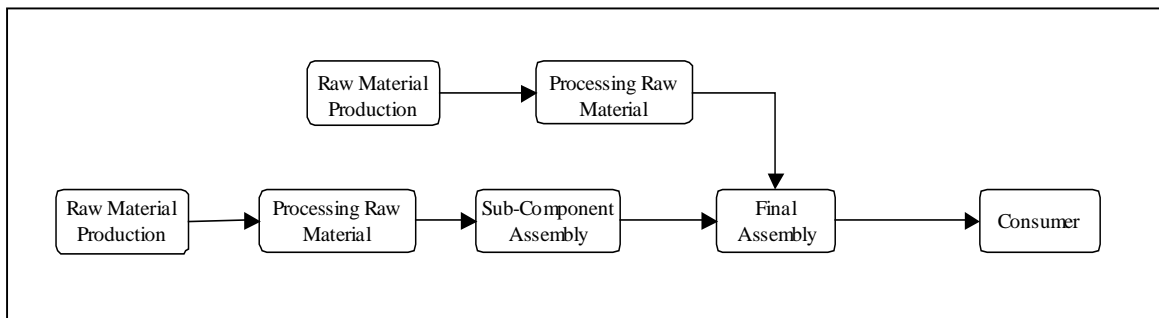 Raw Material
Production
Processing Raw
Material
Raw Material
Production
Processing Raw
Material
Sub-Component
Assembly
Final
Assembly
Consumer